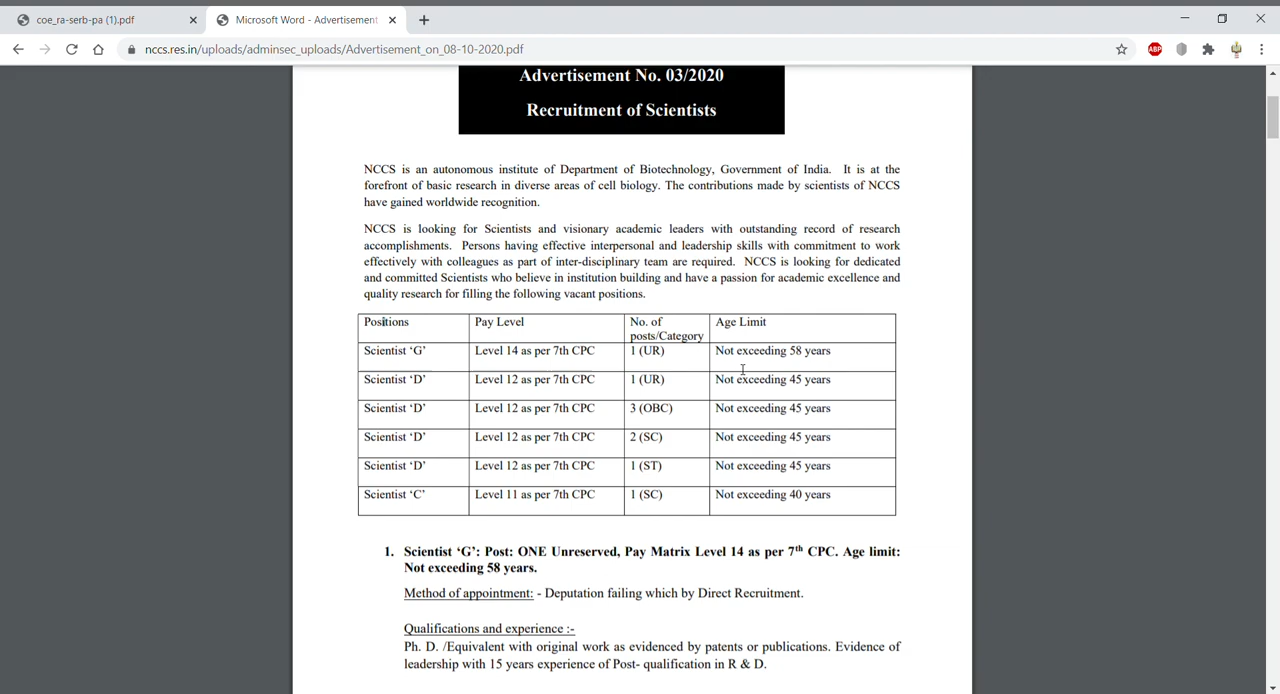 coe_ra-serb-pa (1).pdf
Microsoft Word - Advertisement
nccs.res.in/uploads/adminsec_uploads/Advertisement_on_08-10-2020.pdf
ABP
Advertisement No. 03/2020
Recruitment of Scientists
NCCS is an autonomous institute of Department of Biotechnology, Government of India. It is at the
forefront of basic research in diverse areas of cell biology. The contributions made by scientists of NCCS
have gained worldwide recognition.
NCCS is looking for Scientists and visionary academic leaders with outstanding record of research
accomplishments. Persons having effective interpersonal and leadership skills with commitment to work
effectively with colleagues as part of inter-disciplinary team are required. NCCS is looking for dedicated
and committed Scientists who believe in institution building and have a passion for academic excellence and
quality research for filling the following vacant positions.
Positions Pay Level No. of posts/Category Age Limit
Scientist ‘G’ Level 14 as per 7th CPC 1 (UR) Not exceeding 58 years
Scientist ‘D’ Level 12 as per 7th CPC 1 (UR) Not exceeding 45 years
Scientist ‘D’ Level 12 as per 7th CPC 3 (OBC) Not exceeding 45 years
Scientist ‘D’ Level 12 as per 7th CPC 2 (SC) Not exceeding 45 years
Scientist ‘D’ Level 12 as per 7th CPC 1 (ST) Not exceeding 45 years
Scientist ‘C’ Level 11 as per 7th CPC 1 (SC) Not exceeding 40 years
1. Scientist ‘G’: Post: ONE Unreserved, Pay Matrix Level 14 as per 7th CPC. Age limit:
Not exceeding 58 years.
Method of appointment: - Deputation failing which by Direct Recruitment.
Qualifications and experience :-
Ph. D. /Equivalent with original work as evidenced by patents or publications. Evidence of
leadership with 15 years experience of Post- qualification in R & D.